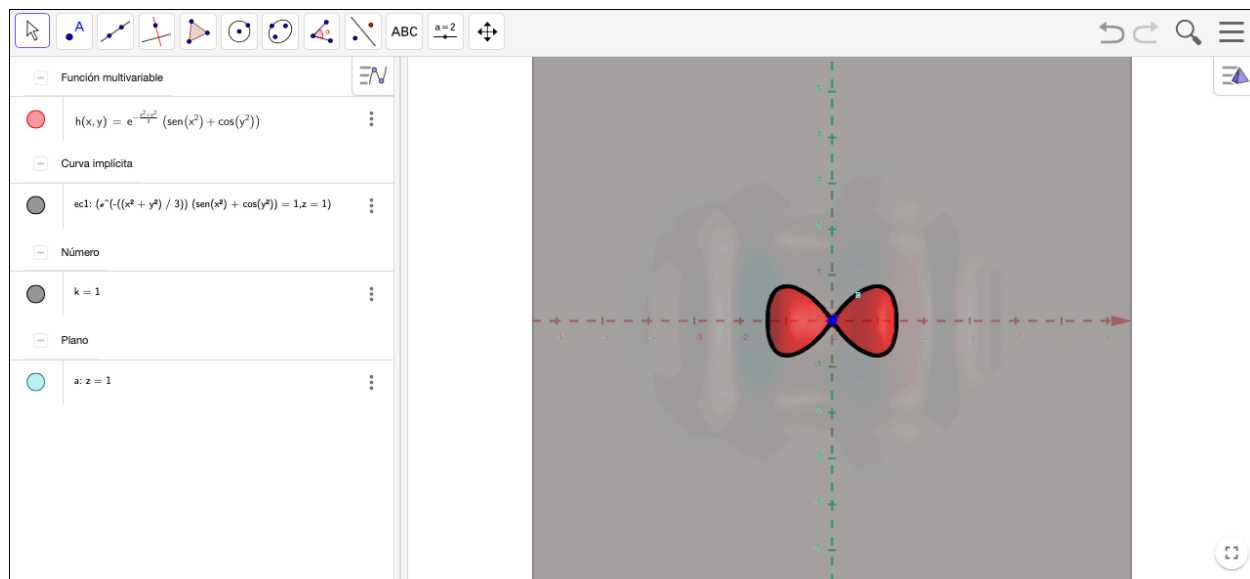 ABC
a=2
Función multivariable
h(x,y) = e^{-\frac{x²+y²}{3}} (sen(x²) + cos(y²))
Curva implícita
ec1: (e^(-((x² + y²) / 3)) (sen(x²) + cos(y²)) = 1,z = 1)
Número
k = 1
Plano
a: z = 1